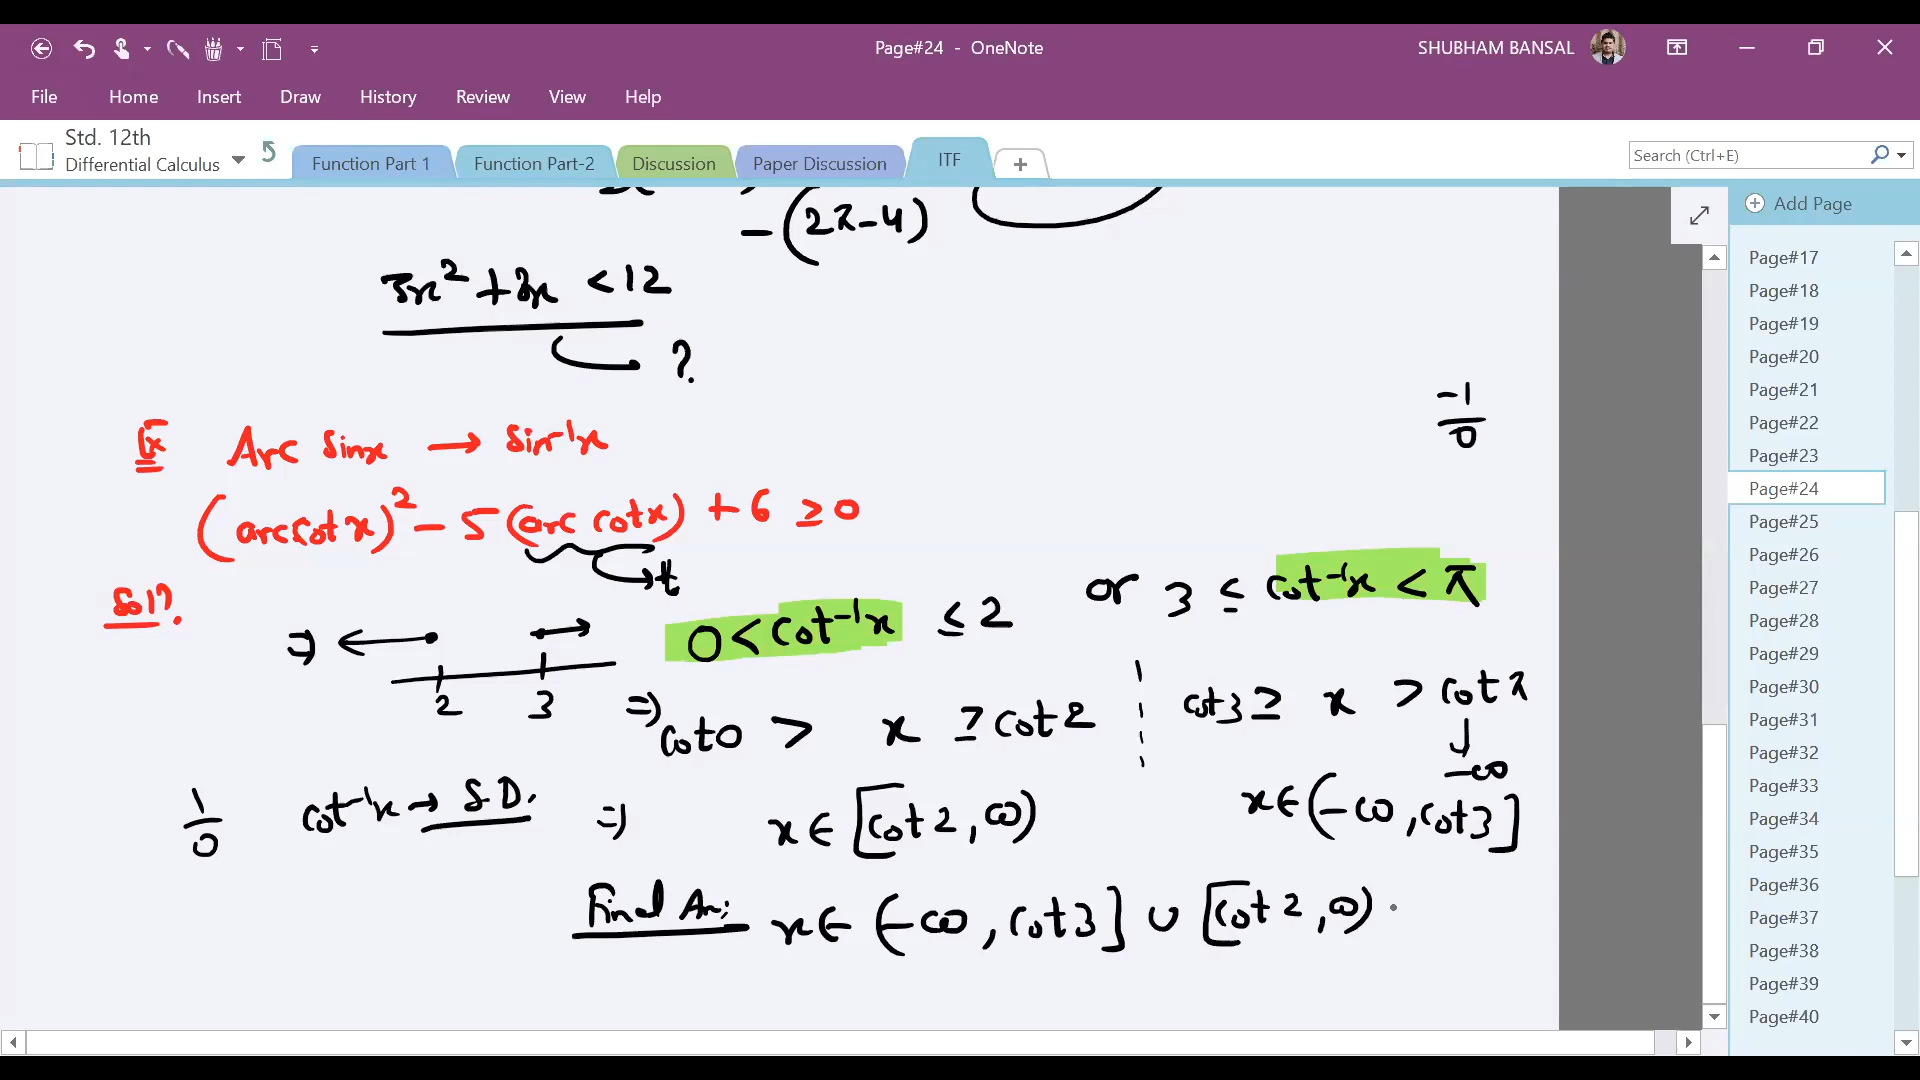 Page#24 - OneNote
SHUBHAM BANSAL
File Home Insert Draw History Review View Help
Std. 12th
Differential Calculus
Function Part 1
Function Part-2
Discussion
Paper Discussion
ITF
+
Search (Ctrl+E)
Add Page
Page#17
Page#18
Page#19
Page#20
Page#21
Page#22
Page#23
Page#24
Page#25
Page#26
Page#27
Page#28
Page#29
Page#30
Page#31
Page#32
Page#33
Page#34
Page#35
Page#36
Page#37
Page#38
Page#39
Page#40
-(2x-4)
3x²+2x <12
?
-1/0
Ex Arc sinx → sin⁻¹x
(arccotx)² - 5(arc cotx) + 6 ≥ 0
→t
Sol?.
⇒ 2 3
0 < cot⁻¹x ≤ 2 or 3 ≤ cot⁻¹x < π
⇒ cot0 > x ≥ cot2 cot3 ≥ x > cot π
-∞
1/0 cot⁻¹x → S.D. ⇒ x∈[cot2,∞) x∈(-∞,cot3]
Final An: x∈ (-∞, cot3] ∪ [cot2,∞)